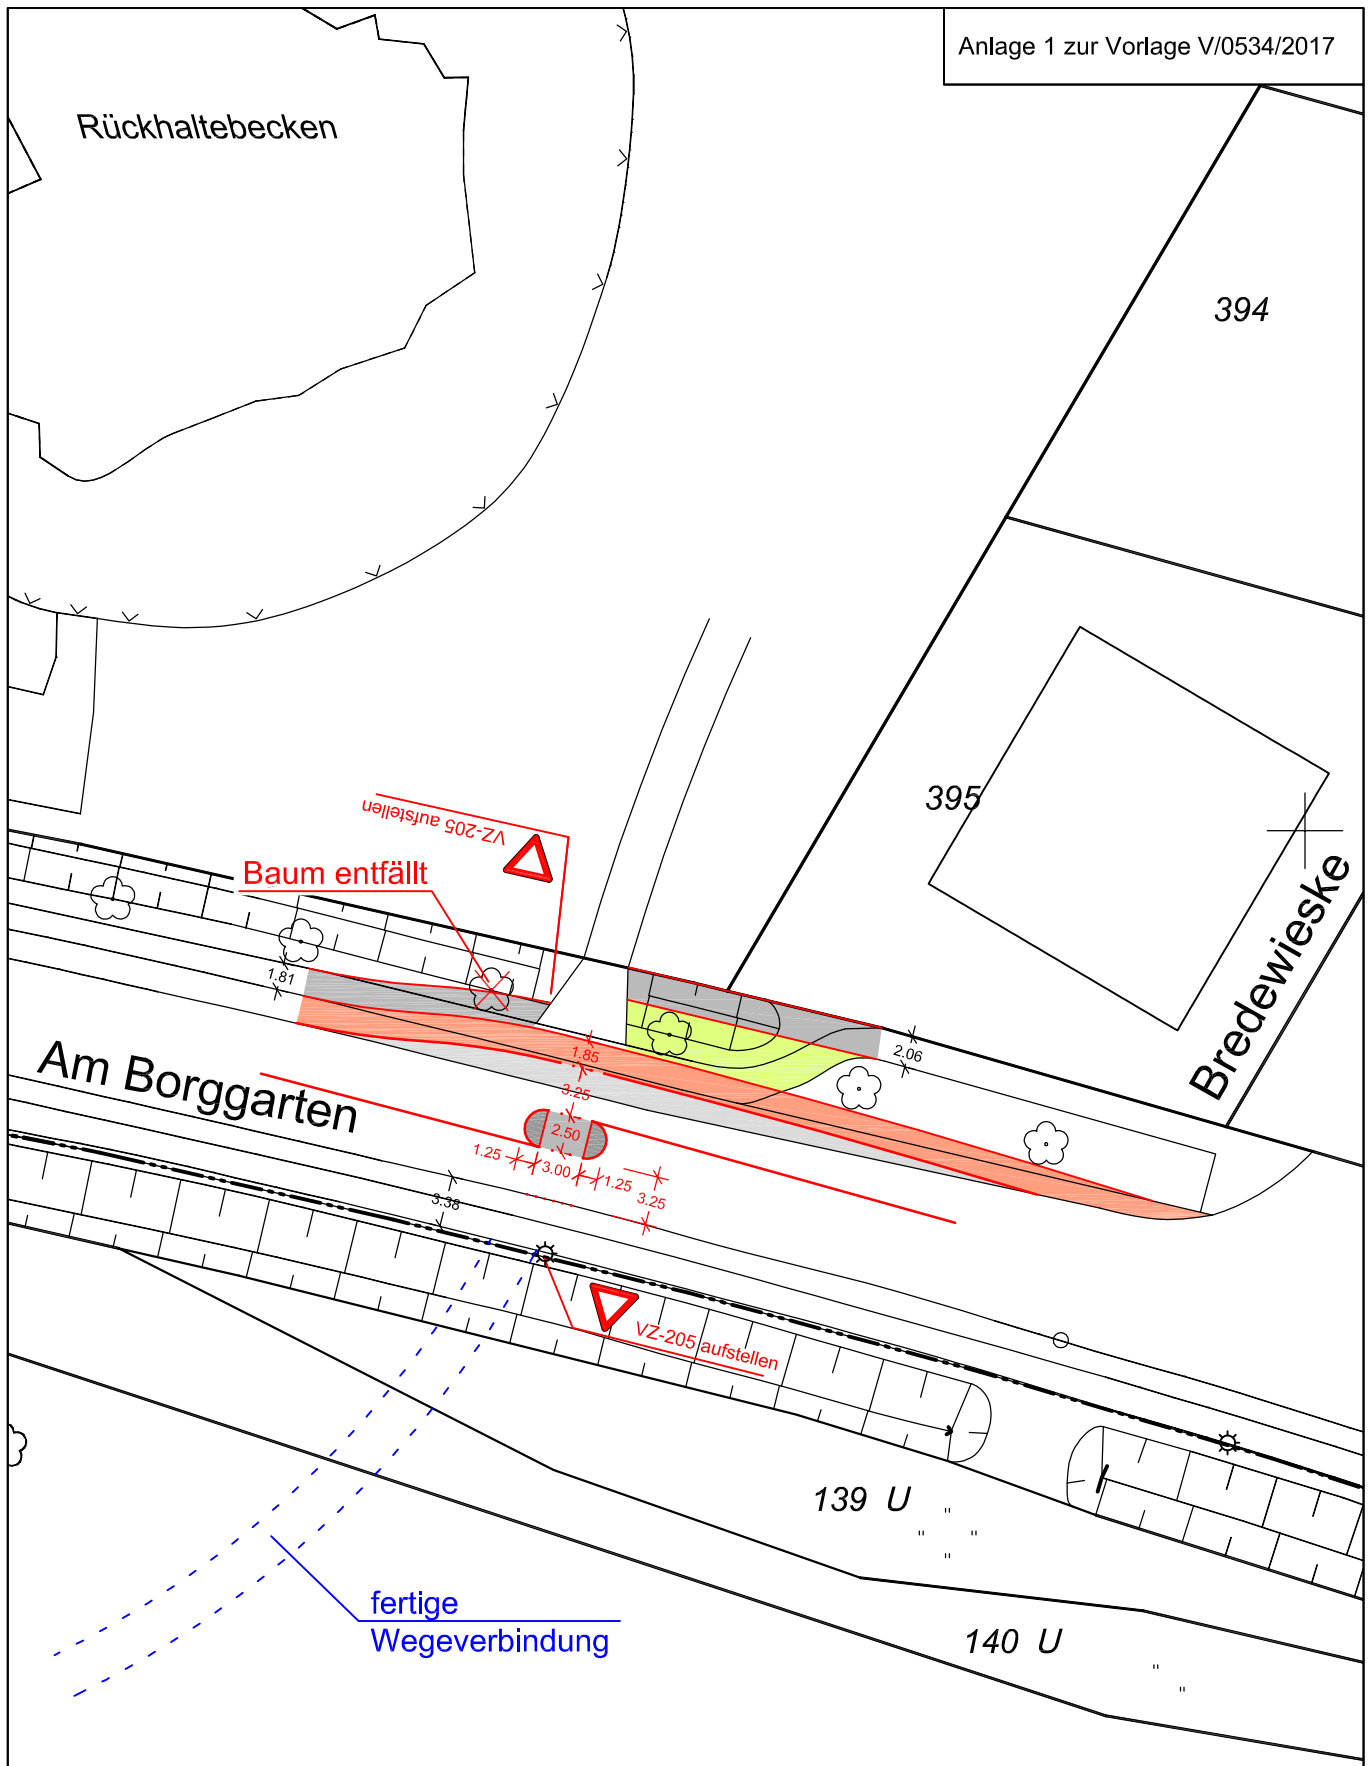 Anlage 1 zur Vorlage V/0534/2017
Rückhaltebecken
394
395
VZ-205 aufstellen
Baum entfällt
Bredewieske
1.81
2.06
1.85
3.25
2.50
Am Borggarten
1.25
3.00
1.25
3.25
3.38
VZ-205 aufstellen
139 U
fertige
Wegeverbindung
140 U